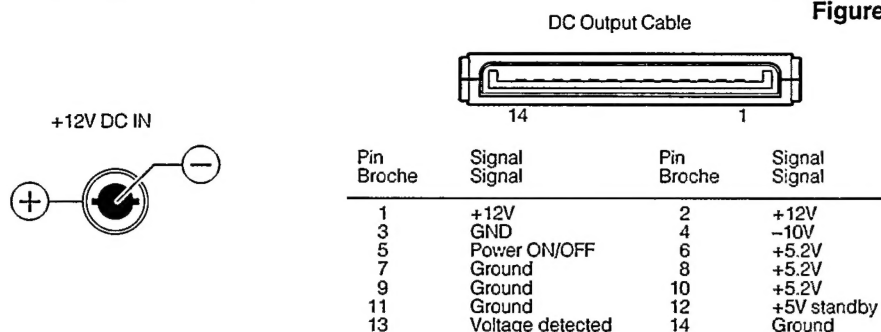 Figure
DC Output Cable
14 1
+12V DC IN
+
−
Pin Signal Pin Signal
Broche Signal Broche Signal
1 +12V 2 +12V
3 GND 4 −10V
5 Power ON/OFF 6 +5.2V
7 Ground 8 +5.2V
9 Ground 10 +5.2V
11 Ground 12 +5V standby
13 Voltage detected 14 Ground